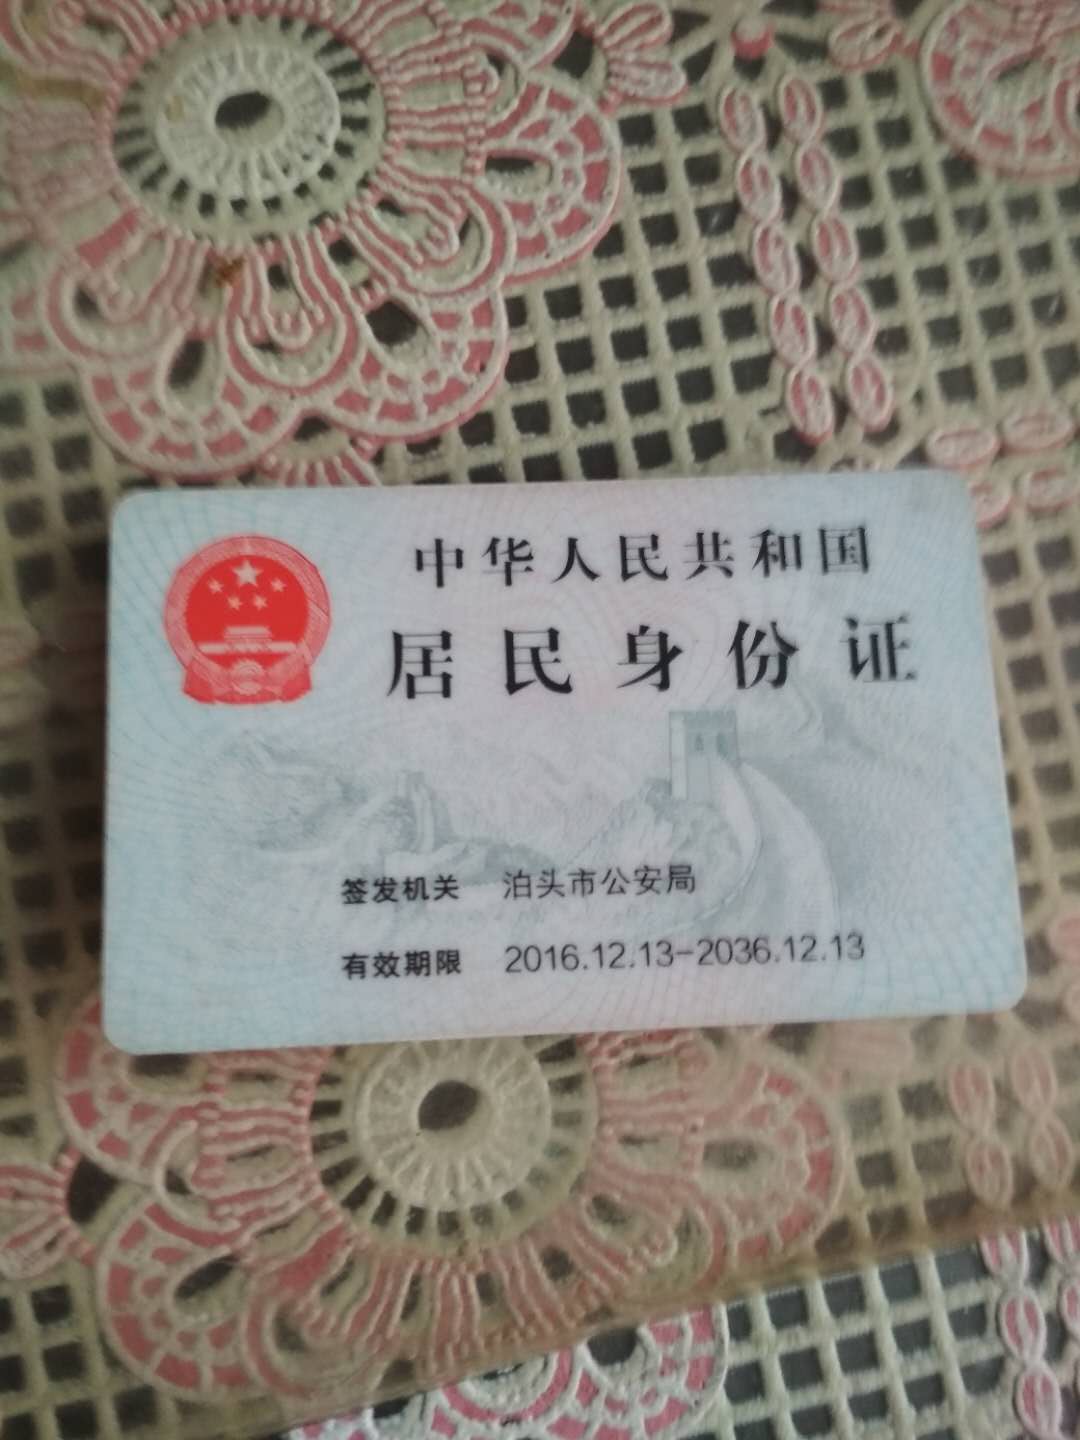 中华人民共和国
居民身份证
签发机关 泊头市公安局
有效期限 2016.12.13-2036.12.13